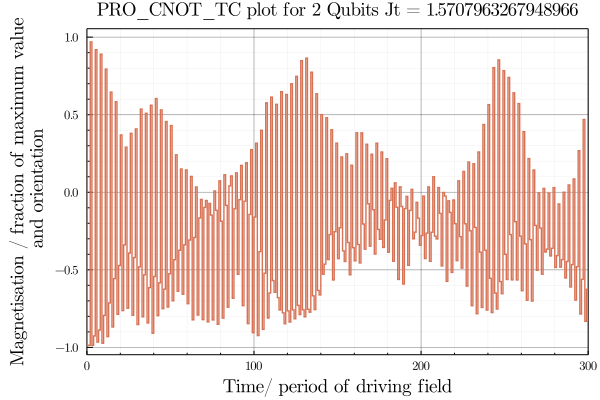 PRO_CNOT_TC plot for 2 Qubits Jt = 1.5707963267948966
Magnetisation / fraction of maximum value
and orientation
1.0
0.5
0.0
−0.5
−1.0
0
100
200
300
Time/ period of driving field